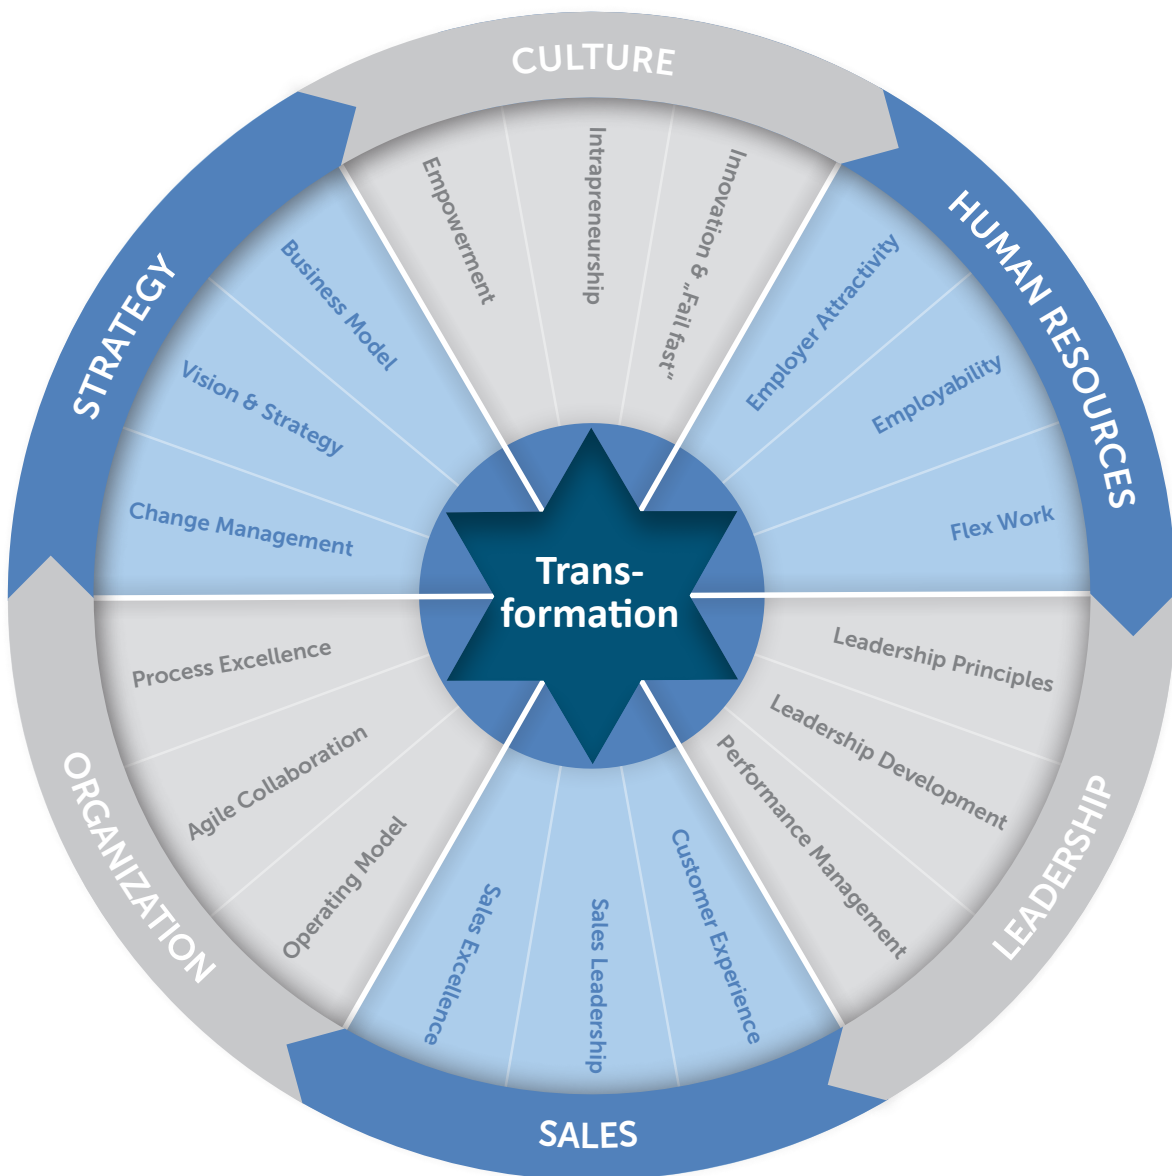 CULTURE
Empowerment
Intrapreneurship
Innovation & „Fail fast“
HUMAN RESOURCES
Employer Attractivity
Employability
Flex Work
LEADERSHIP
Leadership Principles
Leadership Development
Performance Management
SALES
Customer Experience
Sales Leadership
Sales Excellence
ORGANIZATION
Operating Model
Agile Collaboration
Process Excellence
STRATEGY
Change Management
Vision & Strategy
Business Model
Trans-
formation